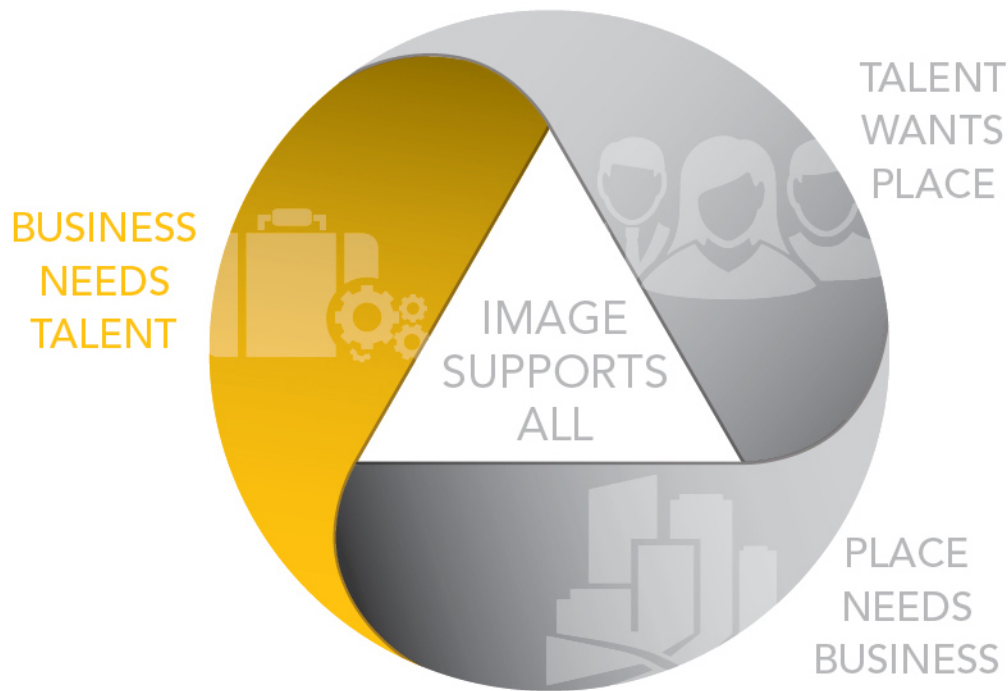 BUSINESS
NEEDS
TALENT
TALENT
WANTS
PLACE
IMAGE
SUPPORTS
ALL
PLACE
NEEDS
BUSINESS